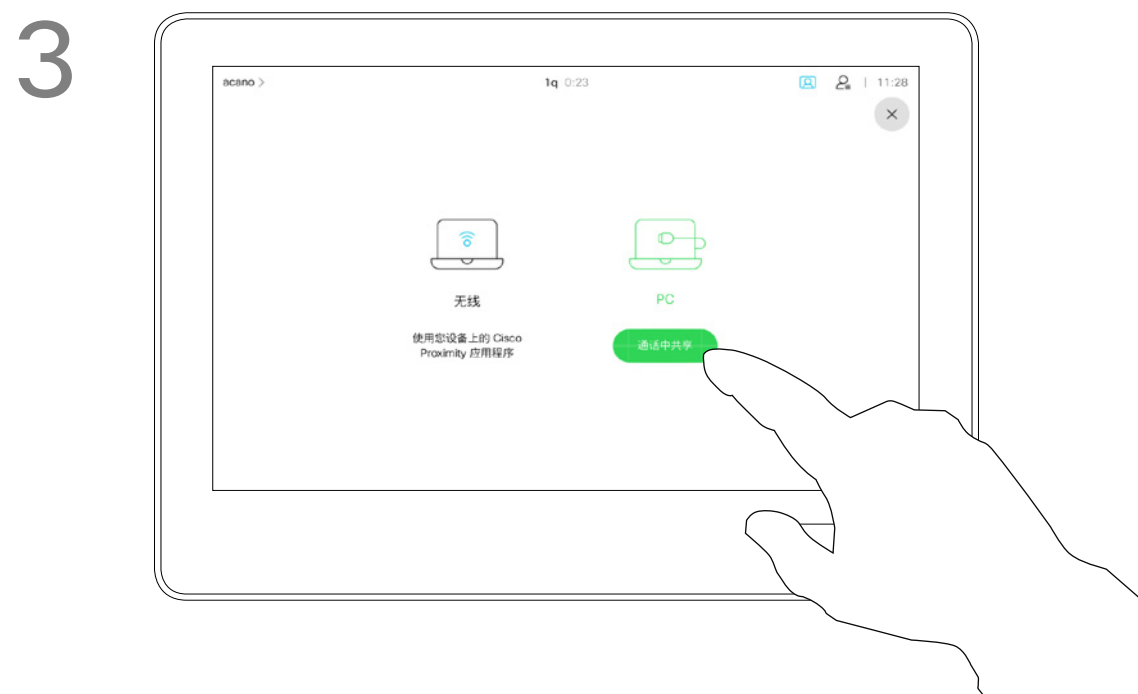 3
acano >
1q 0:23
11:28
无线
使用您设备上的 Cisco
Proximity 应用程序
PC
通话中共享